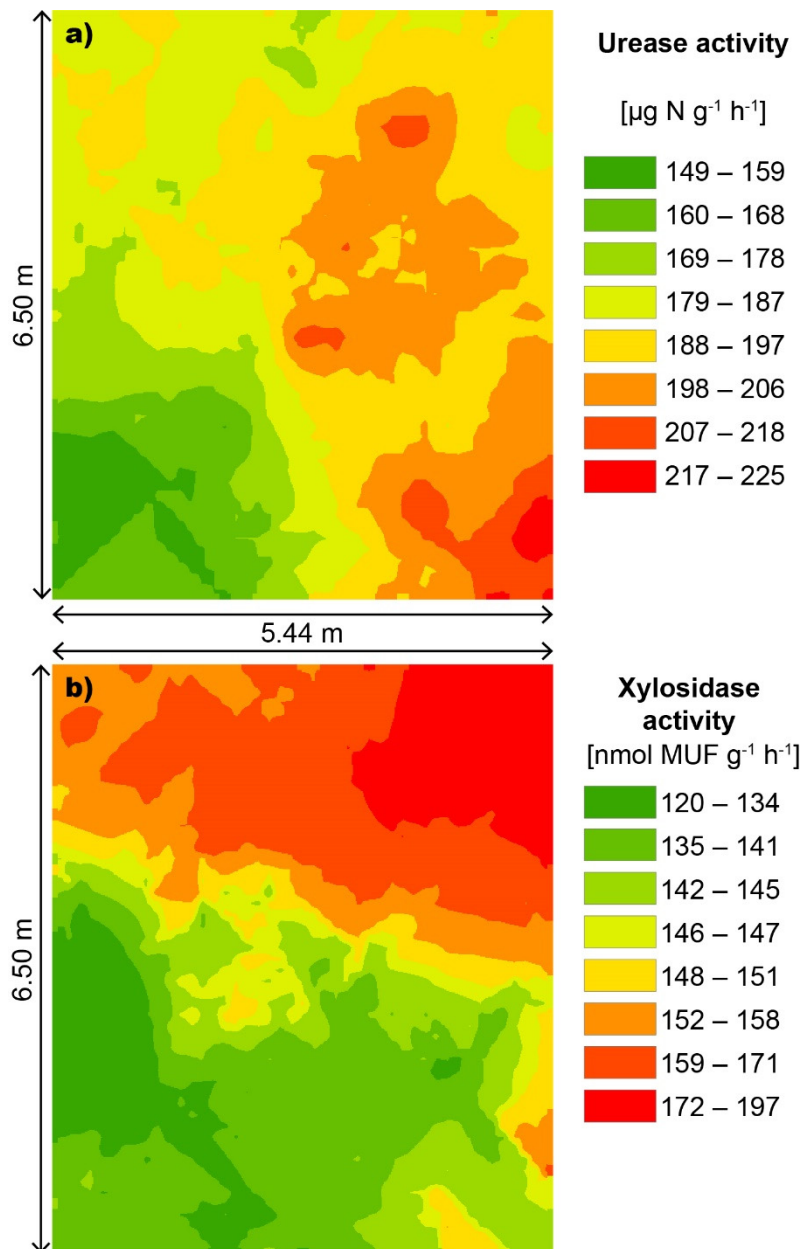 a)
Urease activity
[µg N g⁻¹ h⁻¹]
149 – 159
160 – 168
169 – 178
179 – 187
188 – 197
198 – 206
207 – 218
217 – 225
6.50 m
5.44 m
b)
Xylosidase
activity
[nmol MUF g⁻¹ h⁻¹]
120 – 134
135 – 141
142 – 145
146 – 147
148 – 151
152 – 158
159 – 171
172 – 197
6.50 m